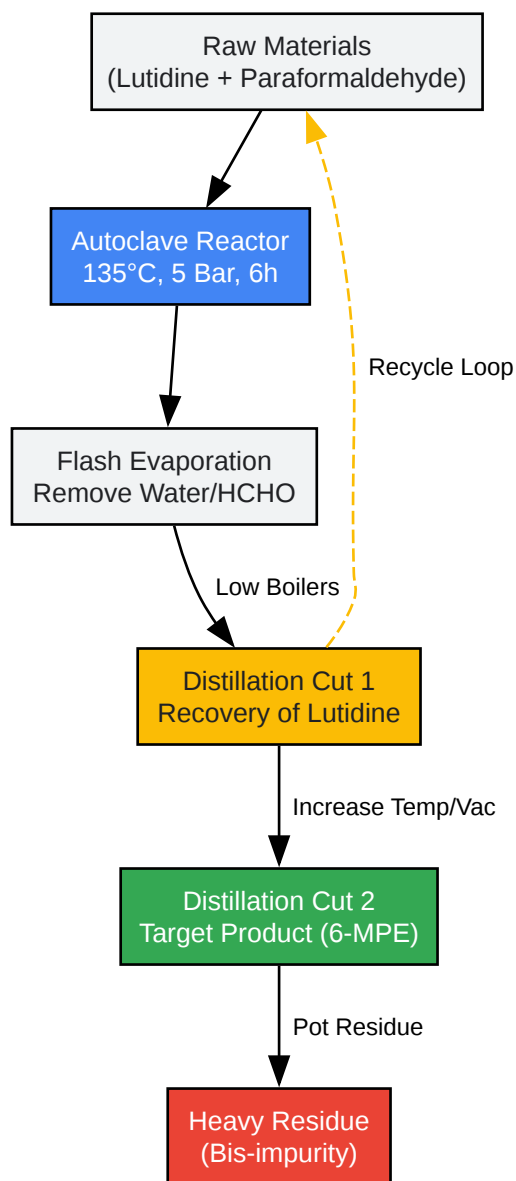 Raw Materials
(Lutidine + Paraformaldehyde)
Autoclave Reactor
135°C, 5 Bar, 6h
Recycle Loop
Flash Evaporation
Remove Water/HCHO
Low Boilers
Distillation Cut 1
Recovery of Lutidine
Increase Temp/Vac
Distillation Cut 2
Target Product (6-MPE)
Pot Residue
Heavy Residue
(Bis-impurity)